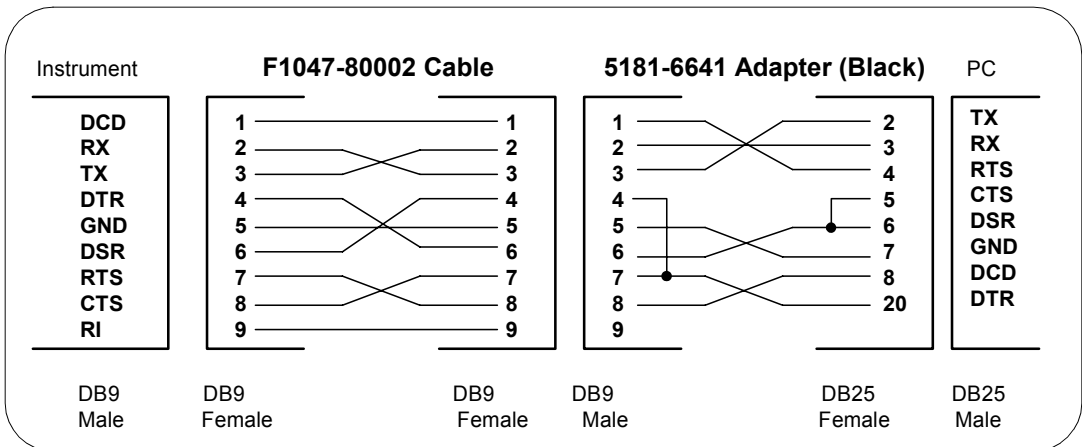 Instrument F1047-80002 Cable 5181-6641 Adapter (Black) PC
DCD 1 1 1 2 TX
RX 2 2 2 3 RX
TX 3 3 3 4 RTS
DTR 4 4 4 5 CTS
GND 5 5 5 6 DSR
DSR 6 6 6 7 GND
RTS 7 7 7 8 DCD
CTS 8 8 8 20 DTR
RI 9 9 9
DB9 DB9 DB9 DB9 DB25 DB25
Male Female Female Male Female Male